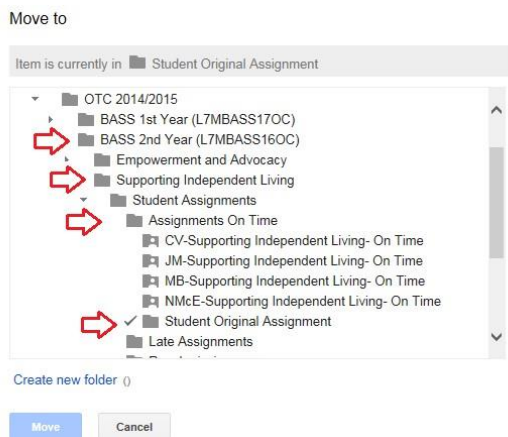 Move to
Item is currently in Student Original Assignment
OTC 2014/2015
BASS 1st Year (L7MBASS17OC)
BASS 2nd Year (L7MBASS16OC)
Empowerment and Advocacy
Supporting Independent Living
Student Assignments
Assignments On Time
CV-Supporting Independent Living- On Time
JM-Supporting Independent Living- On Time
MB-Supporting Independent Living- On Time
NMcE-Supporting Independent Living- On Time
Student Original Assignment
Late Assignments
Create new folder ()
Move Cancel